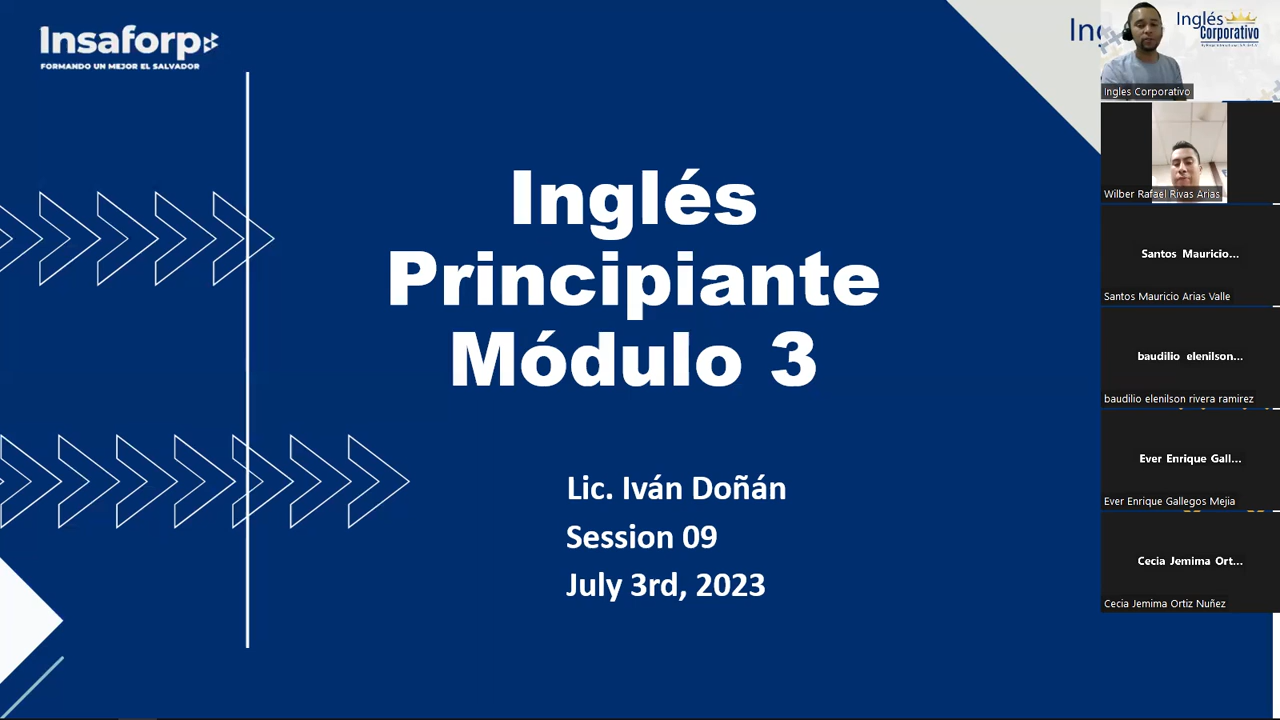 Insaforp
FORMANDO UN MEJOR EL SALVADOR
Inglés
Principiante
Módulo 3
Lic. Iván Doñán
Session 09
July 3rd, 2023
Inglés
Corporativo
Ingles Corporativo
Wilber Rafael Rivas Arias
Santos Mauricio...
Santos Mauricio Arias Valle
baudilio elenilson...
baudilio elenilson rivera ramirez
Ever Enrique Gall...
Ever Enrique Gallegos Mejia
Cecia Jemima Ort...
Cecia Jemima Ortiz Nuñez